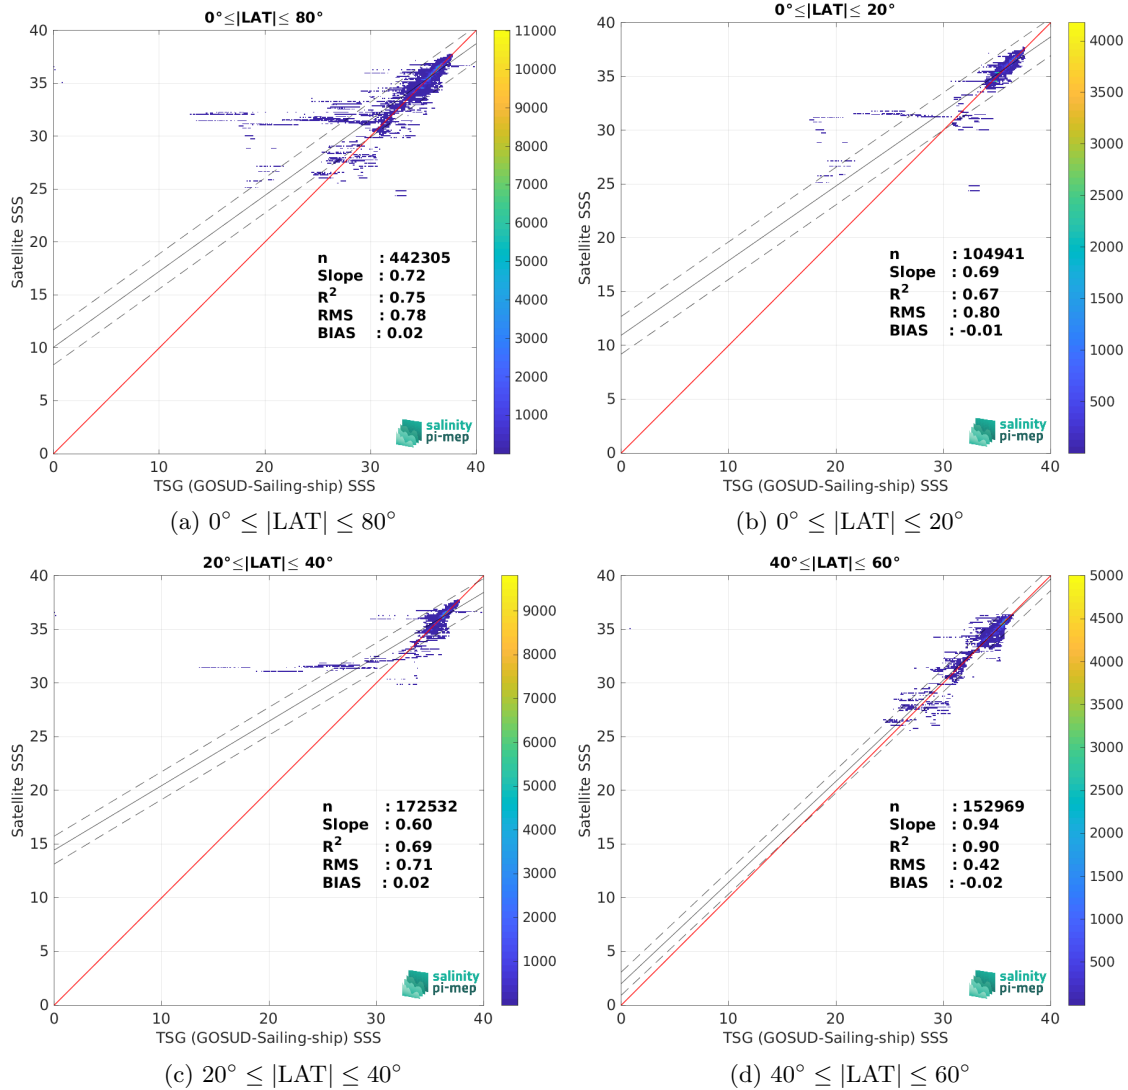 0°≤|LAT|≤ 80°
40
35
30
25
20
15
10
5
0
Satellite SSS
0
10
20
30
40
TSG (GOSUD-Sailing-ship) SSS
n : 442305
Slope : 0.72
R² : 0.75
RMS : 0.78
BIAS : 0.02
salinity
pi-mep
11000
10000
9000
8000
7000
6000
5000
4000
3000
2000
1000
(a) 0° ≤ |LAT| ≤ 80°
0°≤|LAT|≤ 20°
40
35
30
25
20
15
10
5
0
Satellite SSS
0
10
20
30
40
TSG (GOSUD-Sailing-ship) SSS
n : 104941
Slope : 0.69
R² : 0.67
RMS : 0.80
BIAS : -0.01
salinity
pi-mep
4000
3500
3000
2500
2000
1500
1000
500
(b) 0° ≤ |LAT| ≤ 20°
20°≤|LAT|≤ 40°
40
35
30
25
20
15
10
5
0
Satellite SSS
0
10
20
30
40
TSG (GOSUD-Sailing-ship) SSS
n : 172532
Slope : 0.60
R² : 0.69
RMS : 0.71
BIAS : 0.02
salinity
pi-mep
9000
8000
7000
6000
5000
4000
3000
2000
1000
(c) 20° ≤ |LAT| ≤ 40°
40°≤|LAT|≤ 60°
40
35
30
25
20
15
10
5
0
Satellite SSS
0
10
20
30
40
TSG (GOSUD-Sailing-ship) SSS
n : 152969
Slope : 0.94
R² : 0.90
RMS : 0.42
BIAS : -0.02
salinity
pi-mep
5000
4500
4000
3500
3000
2500
2000
1500
1000
500
(d) 40° ≤ |LAT| ≤ 60°